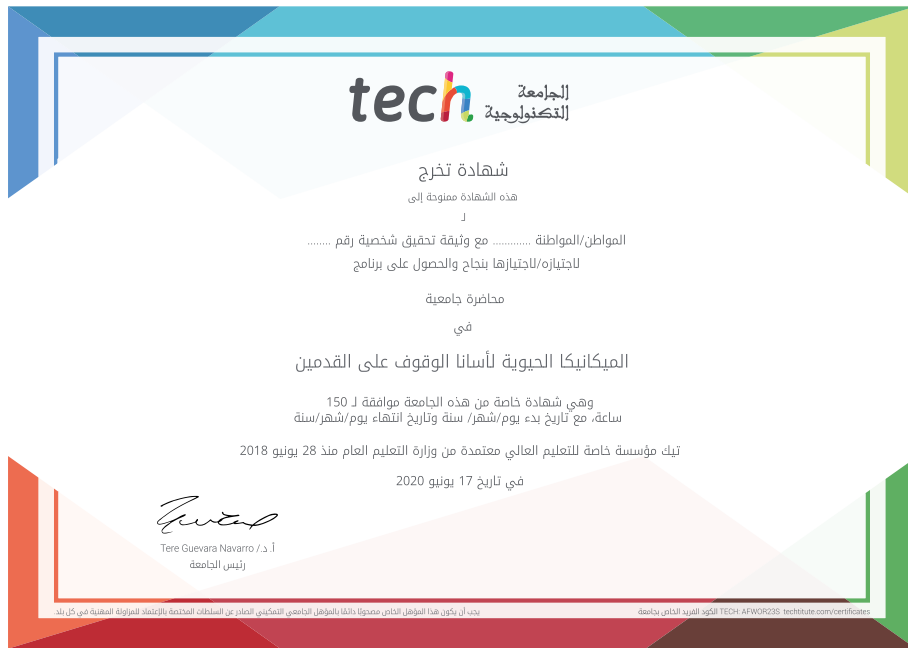 tech الجامعة
التكنولوجية
شهادة تخرج
هذه الشهادة ممنوحة إلى
لـ
المواطن/المواطنة ............. مع وثيقة تحقيق شخصية رقم ........
لاجتيازه/لاجتيازها بنجاح والحصول على برنامج
محاضرة جامعية
في
الميكانيكا الحيوية لأسانا الوقوف على القدمين
وهي شهادة خاصة من هذه الجامعة موافقة لـ 150
ساعة، مع تاريخ بدء يوم/شهر/ سنة وتاريخ انتهاء يوم/شهر/سنة
تيك مؤسسة خاصة للتعليم العالي معتمدة من وزارة التعليم العام منذ 28 يونيو 2018
في تاريخ 17 يونيو 2020
أ. د./ Tere Guevara Navarro
رئيس الجامعة
يجب أن يكون هذا المؤهل الخاص مصحوبًا دائمًا بالمؤهل الجامعي التمكيني الصادر عن السلطات المختصة بالإعتماد للمزاولة المهنية في كل بلد.
الكود الفريد الخاص بجامعة TECH: AFWOR23S techtitute.com/certificates